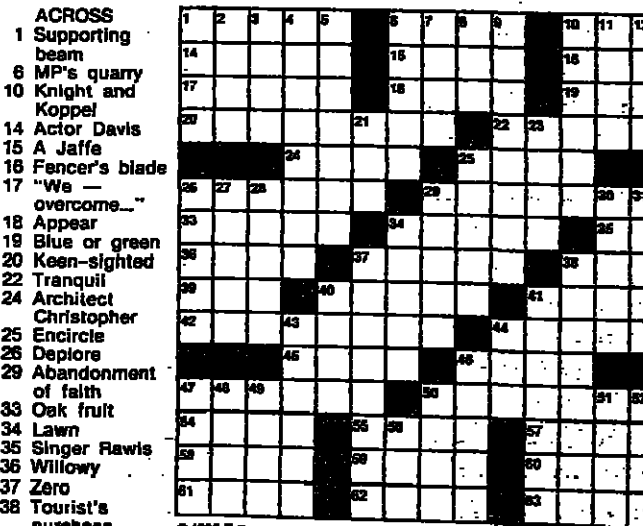 ACROSS
1 Supporting
beam
6 MP's quarry
10 Knight and
Koppel
14 Actor Davis
15 A Jaffe
16 Fencer's blade
17 "We —
overcome..."
18 Appear
19 Blue or green
20 Keen-sighted
22 Tranquil
24 Architect
Christopher
25 Encircle
26 Deplore
29 Abandonment
of faith
33 Oak fruit
34 Lawn
35 Singer Rawls
36 Willowy
37 Zero
38 Tourist's
1 2 3 4 5 6 7 8 9 10 11
14 15 16
17 18 19
20 21 22 23
24 25
26 27 28 29 30
33 34 35
36 37 38
39 40 41
42 43 44
45 46
47 48 49 50 51
54 55 56 57
58 59 60
61 62 63